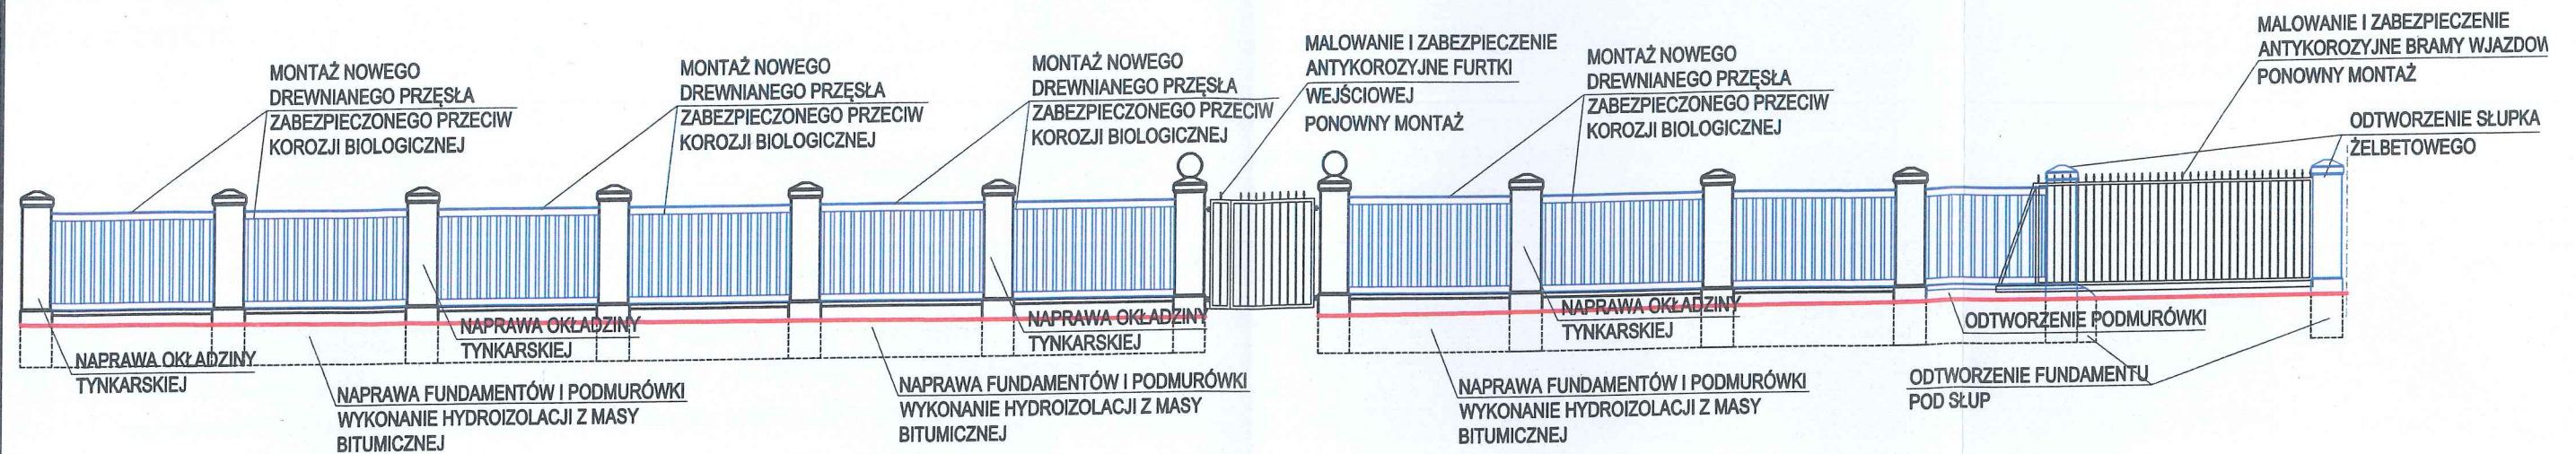 MONTAŻ NOWEGO
DREWNIANEGO PRZĘSŁA
ZABEZPIECZONEGO PRZECIW
KOROZJI BIOLOGICZNEJ
MONTAŻ NOWEGO
DREWNIANEGO PRZĘSŁA
ZABEZPIECZONEGO PRZECIW
KOROZJI BIOLOGICZNEJ
MONTAŻ NOWEGO
DREWNIANEGO PRZĘSŁA
ZABEZPIECZONEGO PRZECIW
KOROZJI BIOLOGICZNEJ
MALOWANIE I ZABEZPIECZENIE
ANTYKOROZYJNE FURTKI
WEJŚCIOWEJ
PONOWNY MONTAŻ
MONTAŻ NOWEGO
DREWNIANEGO PRZĘSŁA
ZABEZPIECZONEGO PRZECIW
KOROZJI BIOLOGICZNEJ
MALOWANIE I ZABEZPIECZENIE
ANTYKOROZYJNE BRAMY WJAZDOW
PONOWNY MONTAŻ
ODTWORZENIE SŁUPKA
ŻELBETOWEGO
NAPRAWA OKŁADZINY
TYNKARSKIEJ
NAPRAWA FUNDAMENTÓW I PODMURÓWKI
WYKONANIE HYDROIZOLACJI Z MASY
BITUMICZNEJ
NAPRAWA OKŁADZINY
TYNKARSKIEJ
NAPRAWA FUNDAMENTÓW I PODMURÓWKI
WYKONANIE HYDROIZOLACJI Z MASY
BITUMICZNEJ
NAPRAWA OKŁADZINY
TYNKARSKIEJ
NAPRAWA FUNDAMENTÓW I PODMURÓWKI
WYKONANIE HYDROIZOLACJI Z MASY
BITUMICZNEJ
NAPRAWA OKŁADZINY
TYNKARSKIEJ
ODTWORZENIE PODMURÓWKI
ODTWORZENIE FUNDAMENTU
POD SŁUP